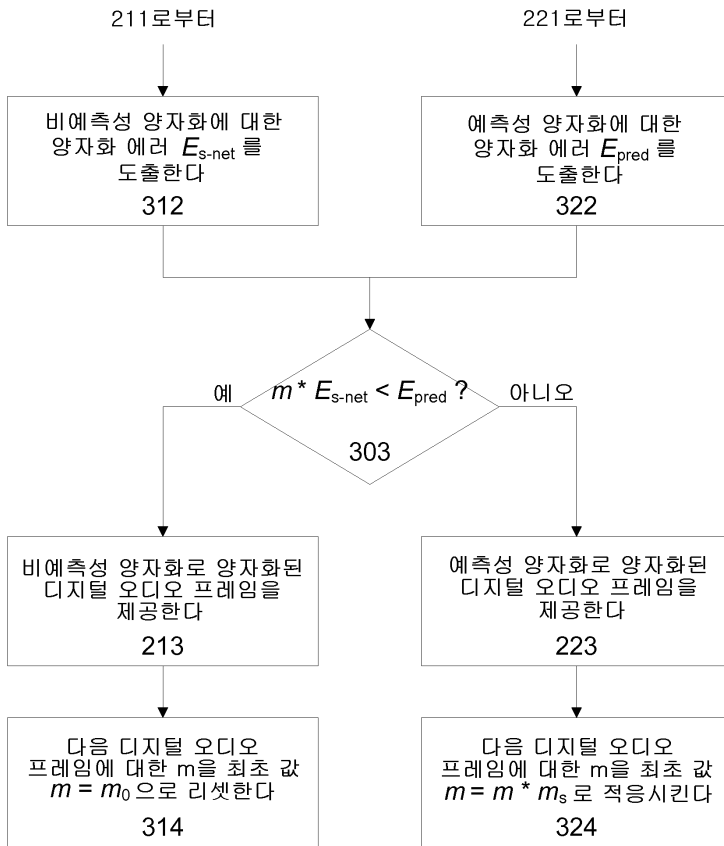 211로부터
221로부터
비예측성 양자화에 대한
양자화 에러 E_s-net 를
도출한다
312
예측성 양자화에 대한
양자화 에러 E_pred 를
도출한다
322
m * E_s-net < E_pred ?
303
예
아니오
비예측성 양자화로 양자화된
디지털 오디오 프레임을
제공한다
213
예측성 양자화로 양자화된
디지털 오디오 프레임을
제공한다
223
다음 디지털 오디오
프레임에 대한 m을 최초 값
m = m_0 으로 리셋한다
314
다음 디지털 오디오
프레임에 대한 m을 최초 값
m = m * m_s 로 적응시킨다
324